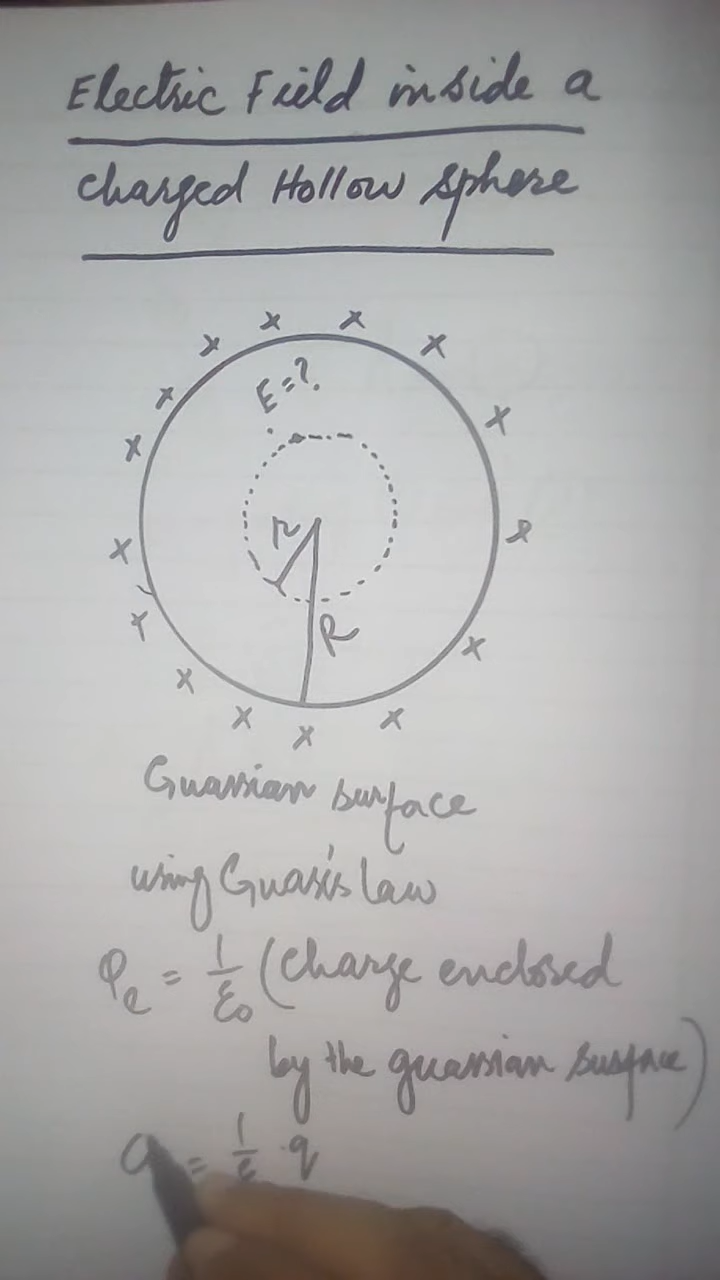 Electric Field inside a
charged Hollow sphere
x x x x x x x x x x x x x x x x
E=?
r
R
Guassian surface
using Guass's law
φe = 1/ε₀ (Charge enclosed
by the guassian surface)
= 1/ε · q